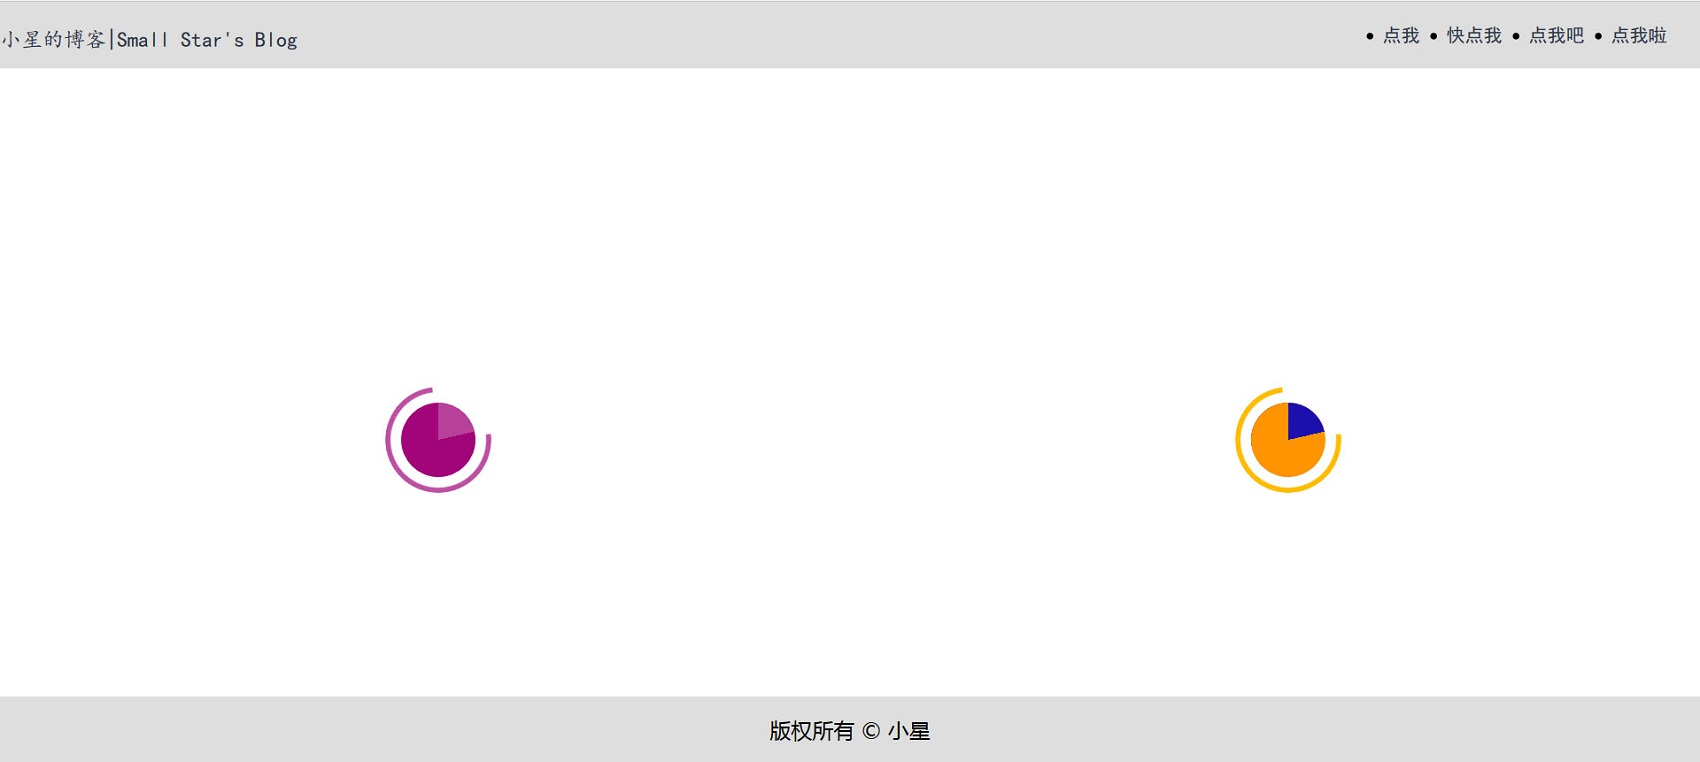 小星的博客|Small Star's Blog
• 点我 • 快点我 • 点我吧 • 点我啦
版权所有 © 小星